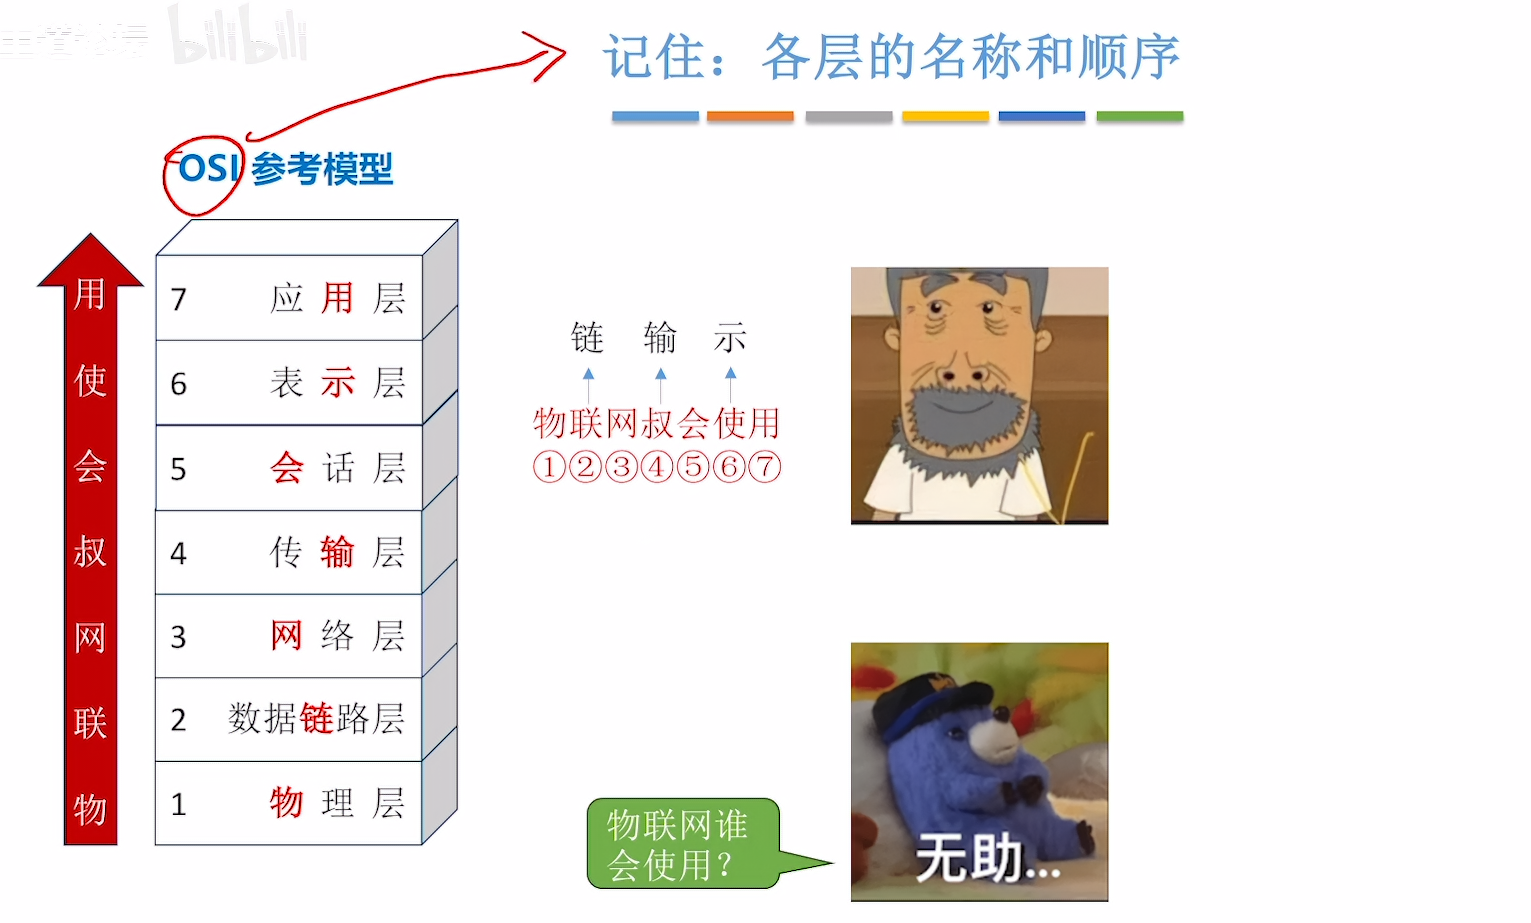 bilibili
记住：各层的名称和顺序
OSI 参考模型
用
使
会
叔
网
联
物
7 应 用 层
6 表 示 层
5 会 话 层
4 传 输 层
3 网 络 层
2 数据链路层
1 物 理 层
链 输 示
物联网叔会使用
①②③④⑤⑥⑦
物联网谁
会使用？
无助...